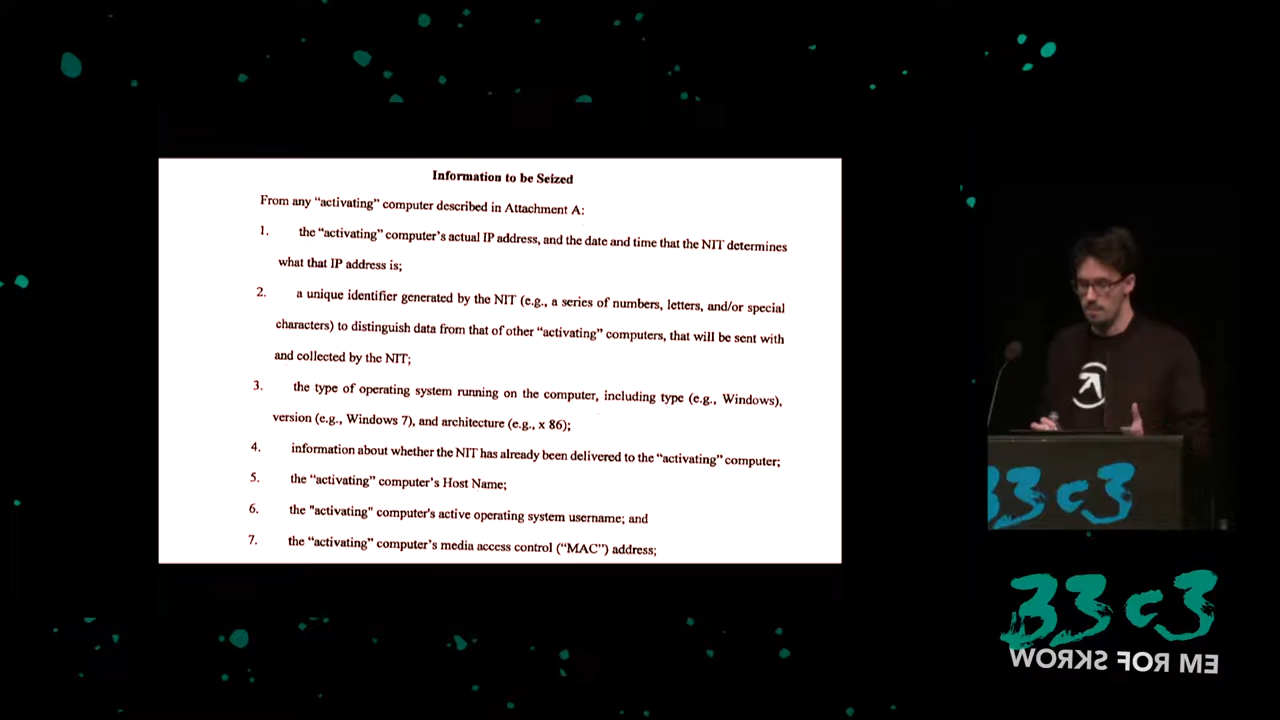 Information to be Seized
From any “activating” computer described in Attachment A:
1. the “activating” computer’s actual IP address, and the date and time that the NIT determines
what that IP address is;
2. a unique identifier generated by the NIT (e.g., a series of numbers, letters, and/or special
characters) to distinguish data from that of other “activating” computers, that will be sent with
and collected by the NIT;
3. the type of operating system running on the computer, including type (e.g., Windows),
version (e.g., Windows 7), and architecture (e.g., x 86);
4. information about whether the NIT has already been delivered to the “activating” computer;
5. the “activating” computer’s Host Name;
6. the "activating" computer's active operating system username; and
7. the “activating” computer’s media access control (“MAC”) address;
33c3
33c3
WORKS FOR ME